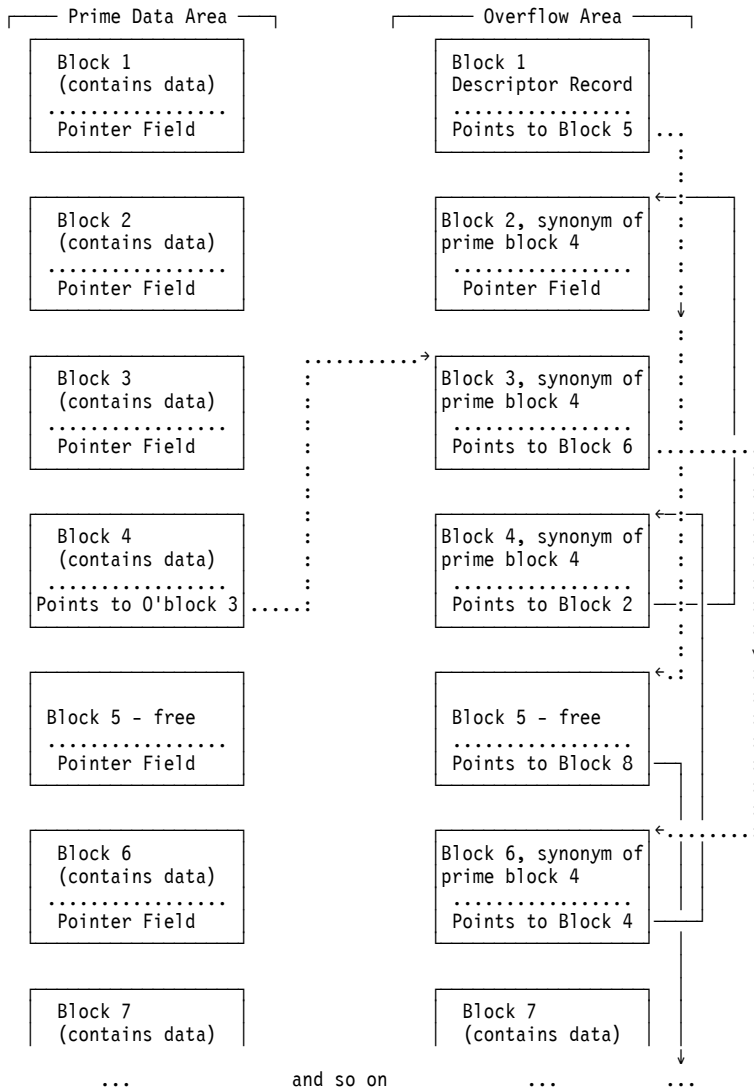 Prime Data Area
Overflow Area
Block 1
(contains data)
.................
Pointer Field
Block 1
Descriptor Record
.................
Points to Block 5
Block 2
(contains data)
.................
Pointer Field
Block 2, synonym of
prime block 4
.................
Pointer Field
Block 3
(contains data)
.................
Pointer Field
Block 3, synonym of
prime block 4
.................
Points to Block 6
Block 4
(contains data)
.................
Points to O'block 3
Block 4, synonym of
prime block 4
.................
Points to Block 2
Block 5 - free
.................
Pointer Field
Block 5 - free
.................
Points to Block 8
Block 6
(contains data)
.................
Pointer Field
Block 6, synonym of
prime block 4
.................
Points to Block 4
Block 7
(contains data)
Block 7
(contains data)
... and so on ... ...